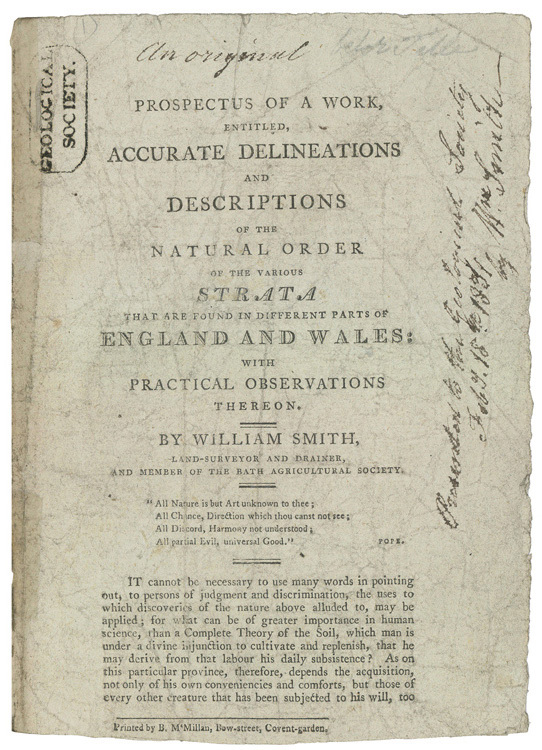 An original
GEOLOGICAL
SOCIETY.
PROSPECTUS OF A WORK,
ENTITLED,
ACCURATE DELINEATIONS
AND
DESCRIPTIONS
OF THE
NATURAL ORDER
OF THE VARIOUS
STRATA
THAT ARE FOUND IN DIFFERENT PARTS OF
ENGLAND AND WALES:
WITH
PRACTICAL OBSERVATIONS
THEREON.
BY WILLIAM SMITH,
LAND-SURVEYOR AND DRAINER,
AND MEMBER OF THE BATH AGRICULTURAL SOCIETY.
"All Nature is but Art unknown to thee;
All Chance, Direction which thou canst not see;
All Discord, Harmony not understood;
All partial Evil, universal Good."
POPE.
IT cannot be necessary to use many words in pointing
out, to persons of judgment and discrimination, the uses to
which discoveries of the nature above alluded to, may be
applied; for what can be of greater importance in human
science, than a Complete Theory of the Soil, which man is
under a divine injunction to cultivate and replenish, that he
may derive from that labour his daily subsistence? As on
this particular province, therefore, depends the acquisition,
not only of his own conveniencies and comforts, but those of
every other creature that has been subjected to his will, too
Printed by B. McMillan, Bow-street, Covent-garden.
Presented to the Geological Society
Feby. 18th 1831,
by Wm Smith